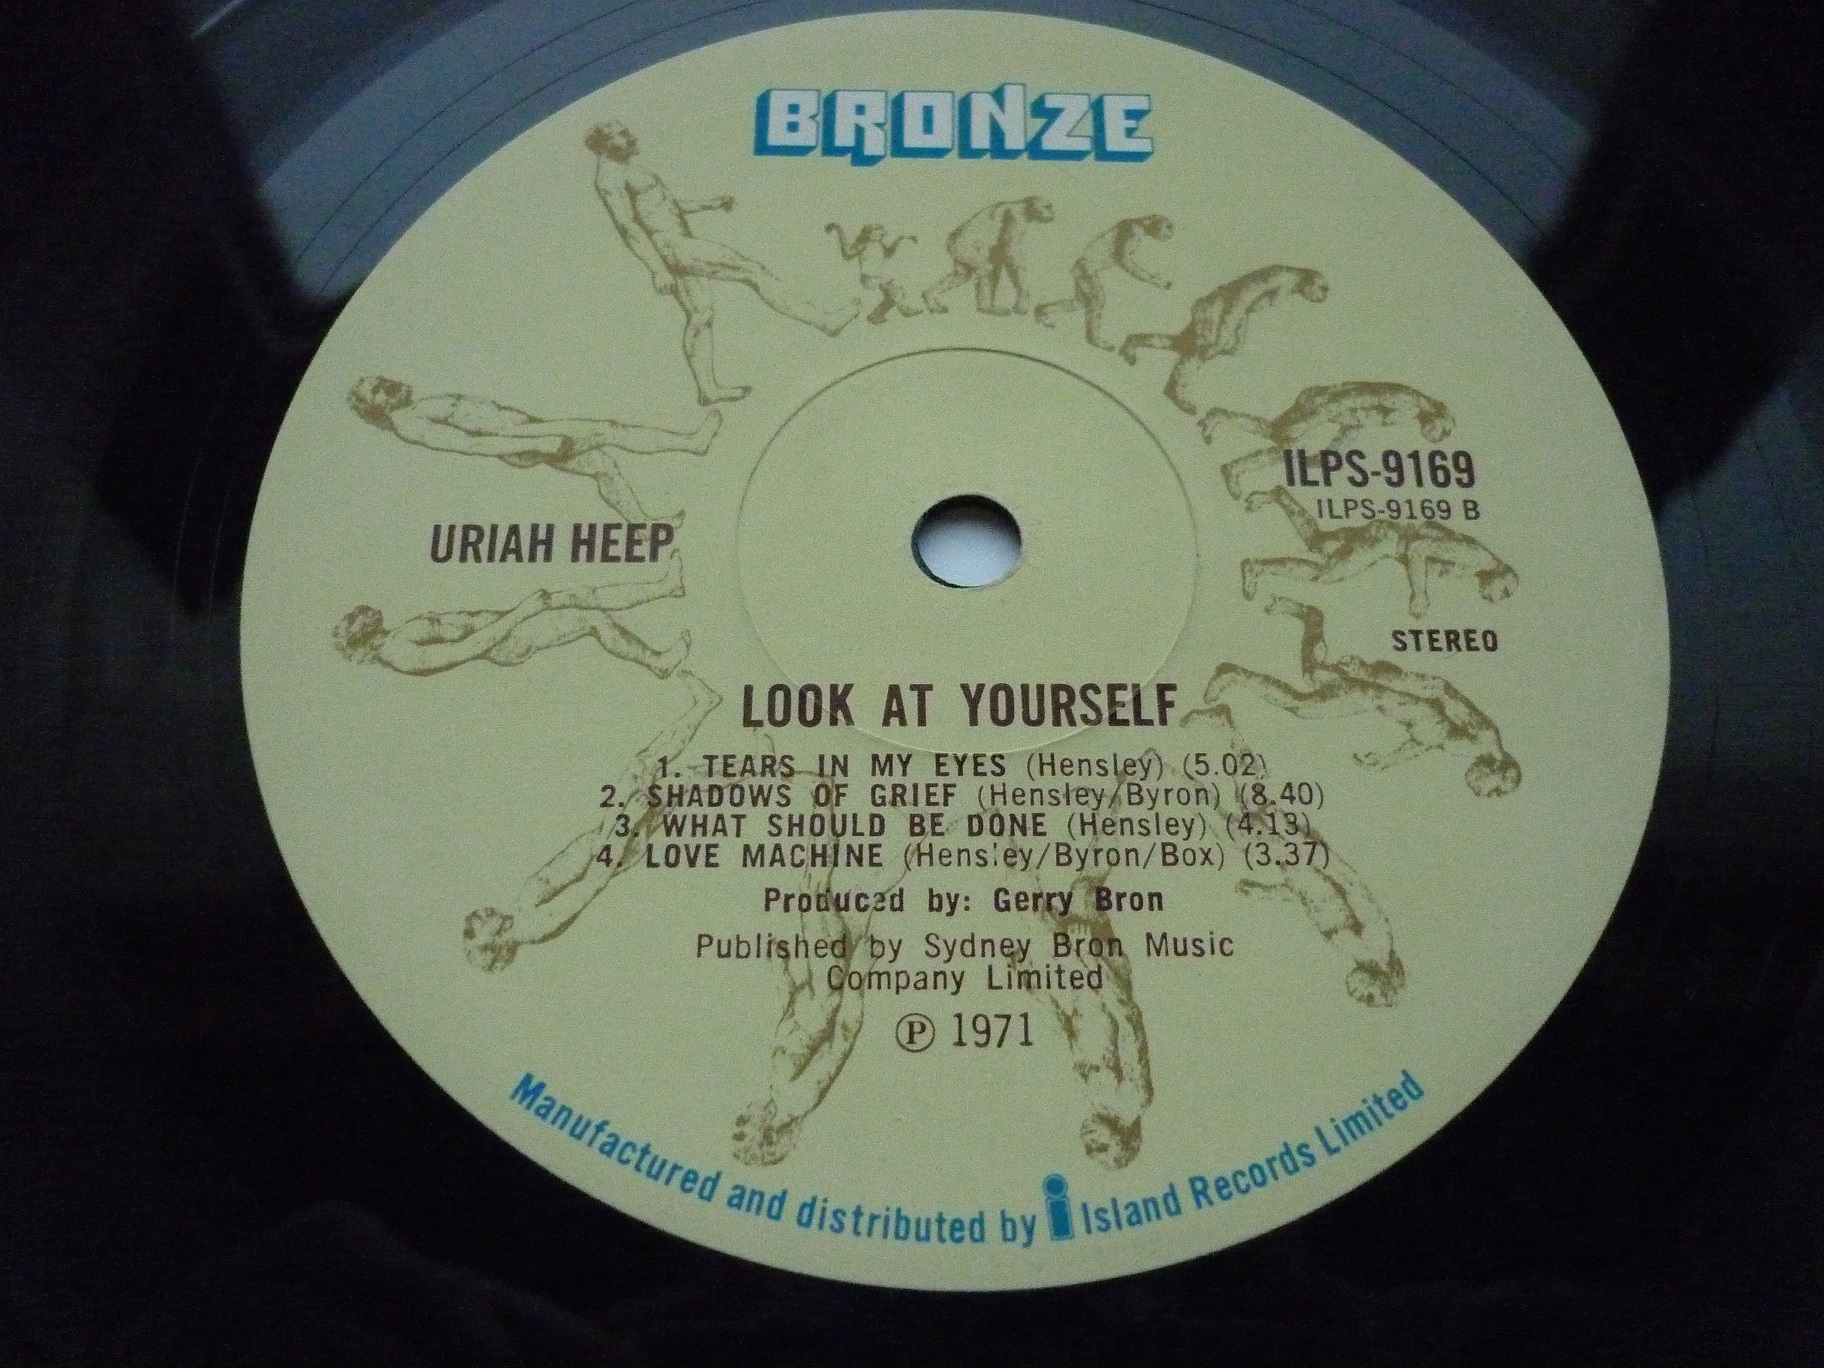 BRONZE
ILPS-9169
ILPS-9169 B
URIAH HEEP
STEREO
LOOK AT YOURSELF
1. TEARS IN MY EYES (Hensley) (5.02)
2. SHADOWS OF GRIEF (Hensley/Byron) (8.40)
3. WHAT SHOULD BE DONE (Hensley) (4.13)
4. LOVE MACHINE (Hensley/Byron/Box) (3.37)
Produced by: Gerry Bron
Published by Sydney Bron Music
Company Limited
Ⓟ 1971
Manufactured and distributed by i Island Records Limited